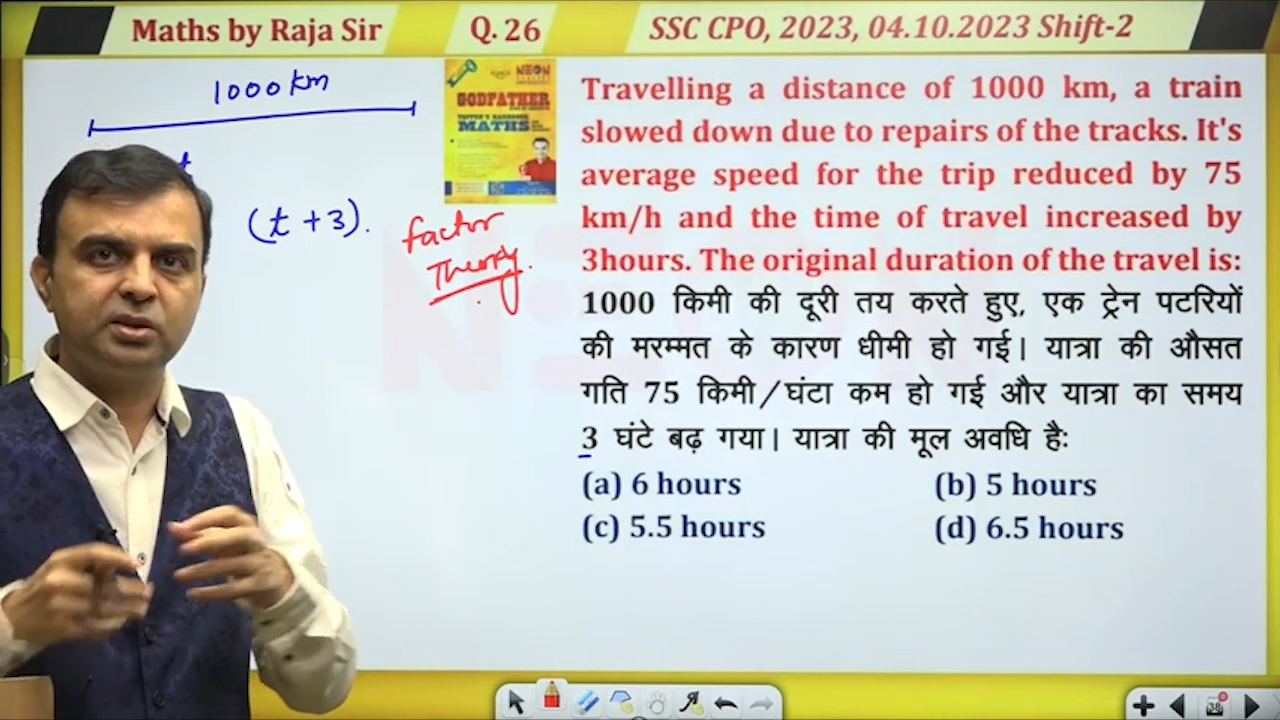 Maths by Raja Sir
Q. 26
SSC CPO, 2023, 04.10.2023 Shift-2
1000 km
t
(t + 3).
factor
Theory.
NEON
GODFATHER
MATHS
Travelling a distance of 1000 km, a train
slowed down due to repairs of the tracks. It's
average speed for the trip reduced by 75
km/h and the time of travel increased by
3hours. The original duration of the travel is:
1000 किमी की दूरी तय करते हुए, एक ट्रेन पटरियों
की मरम्मत के कारण धीमी हो गई। यात्रा की औसत
गति 75 किमी/घंटा कम हो गई और यात्रा का समय
3 घंटे बढ़ गया। यात्रा की मूल अवधि है:
(a) 6 hours
(b) 5 hours
(c) 5.5 hours
(d) 6.5 hours
38